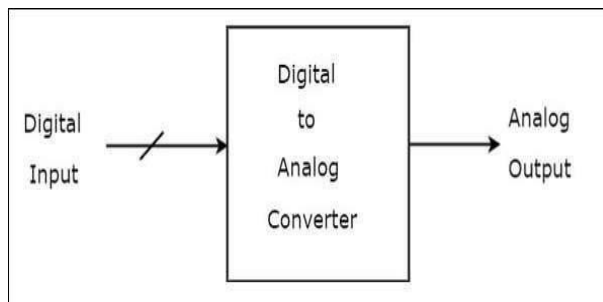 Digital
Input
Digital
to
Analog
Converter
Analog
Output